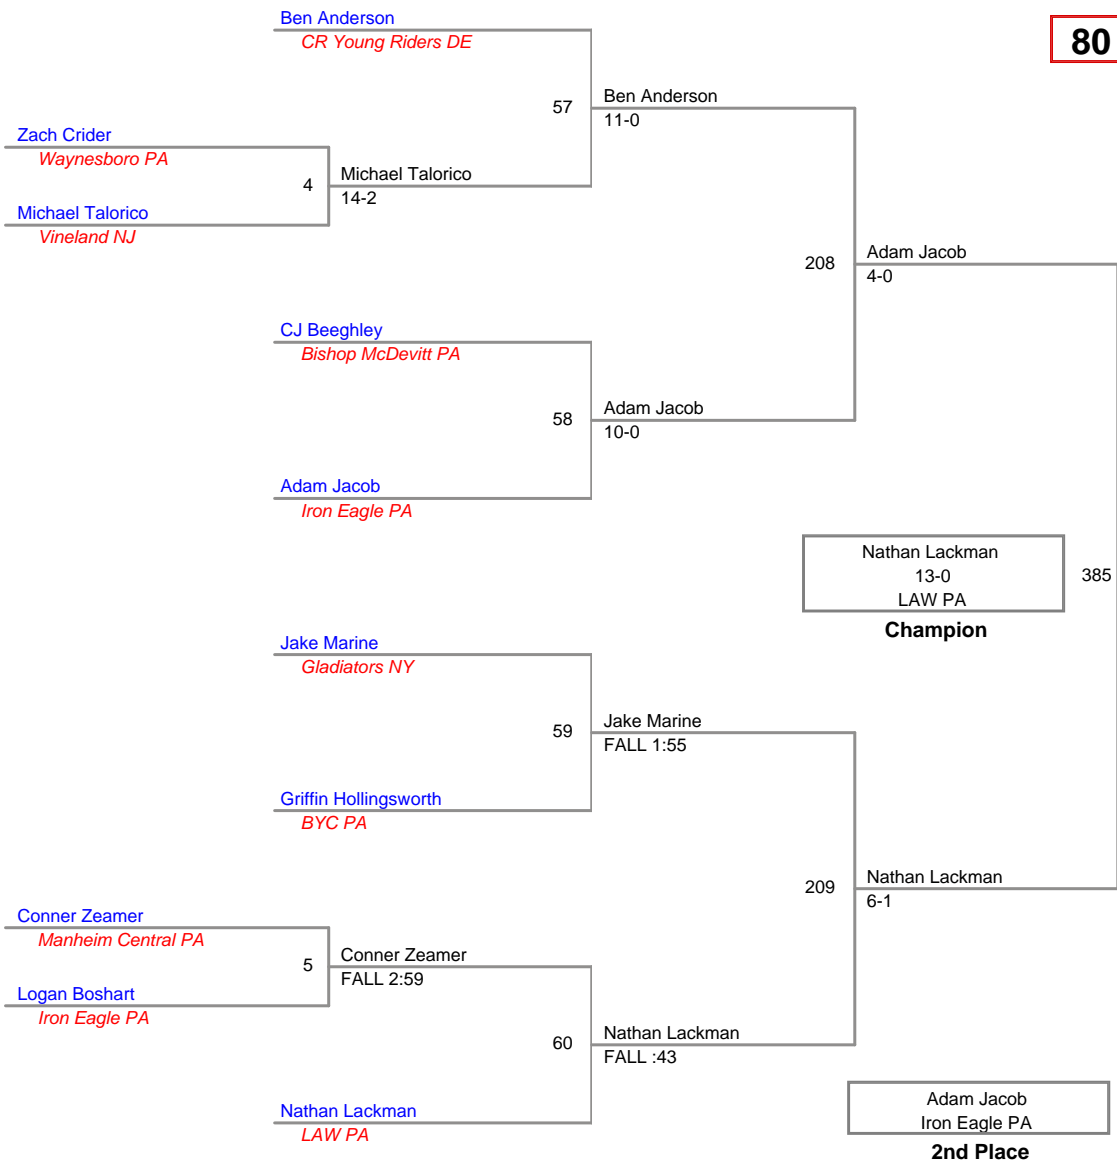 Ben Anderson
CR Young Riders DE
80
57
Ben Anderson
11-0
Zach Crider
Waynesboro PA
4
Michael Talorico
14-2
Michael Talorico
Vineland NJ
208
Adam Jacob
4-0
CJ Beeghley
Bishop McDevitt PA
58
Adam Jacob
10-0
Adam Jacob
Iron Eagle PA
Nathan Lackman
13-0
LAW PA
385
Champion
Jake Marine
Gladiators NY
59
Jake Marine
FALL 1:55
Griffin Hollingsworth
BYC PA
209
Nathan Lackman
6-1
Conner Zeamer
Manheim Central PA
5
Conner Zeamer
FALL 2:59
Logan Boshart
Iron Eagle PA
60
Nathan Lackman
FALL :43
Nathan Lackman
LAW PA
Adam Jacob
Iron Eagle PA
2nd Place